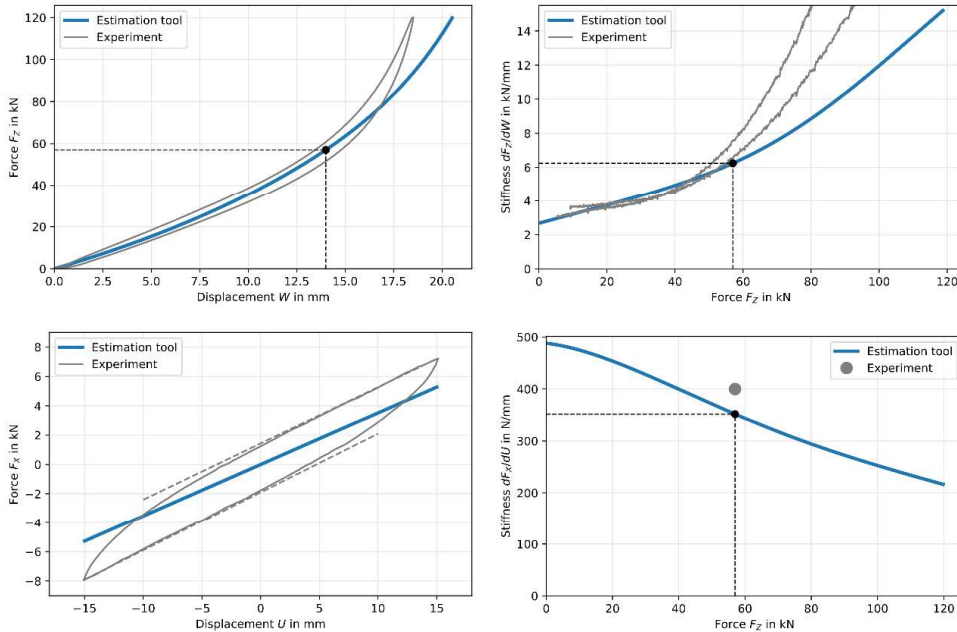 120
100
80
60
40
20
0
Force F_Z in kN
0.0 2.5 5.0 7.5 10.0 12.5 15.0 17.5 20.0
Displacement W in mm
Estimation tool
Experiment
14
12
10
8
6
4
2
0
Stiffness dF_Z/dW in kN/mm
0 20 40 60 80 100 120
Force F_Z in kN
Estimation tool
Experiment
8
6
4
2
0
−2
−4
−6
−8
Force F_X in kN
−15 −10 −5 0 5 10 15
Displacement U in mm
Estimation tool
Experiment
500
400
300
200
100
0
Stiffness dF_X/dU in N/mm
0 20 40 60 80 100 120
Force F_Z in kN
Estimation tool
Experiment